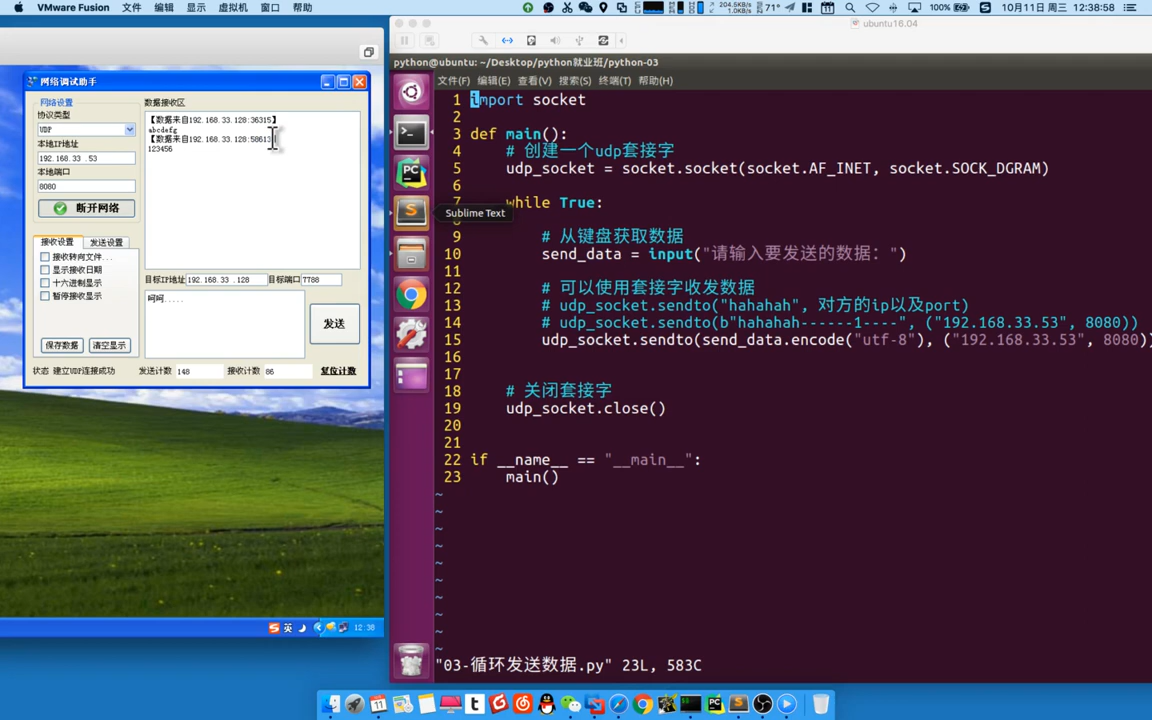 VMware Fusion 文件 编辑 显示 虚拟机 窗口 帮助
204.5KB/s
1.0KB/s
71° 100% 10月11日 周三 12:38:58
ubuntu16.04
python@ubuntu: ~/Desktop/python就业班/python-03
文件(F) 编辑(E) 查看(V) 搜索(S) 终端(T) 帮助(H)
网络调试助手
网络设置
协议类型
UDP
本地IP地址
192.168.33 .53
本地端口
8080
断开网络
接收设置 发送设置
接收转向文件...
显示接收日期
十六进制显示
暂停接收显示
保存数据 清空显示
数据接收区
【数据来自192.168.33.128:36315】
abcdefg
【数据来自192.168.33.128:58613
123456
目标IP地址 192.168.33 .128 目标端口 7788
呵呵.....
发送
状态 建立UDP连接成功 发送计数 148 接收计数 86 复位计数
英 12:38
Sublime Text
1 import socket
2
3 def main():
4 # 创建一个udp套接字
5 udp_socket = socket.socket(socket.AF_INET, socket.SOCK_DGRAM)
6
7 while True:
9 # 从键盘获取数据
10 send_data = input("请输入要发送的数据：")
11
12 # 可以使用套接字收发数据
13 # udp_socket.sendto("hahahah", 对方的ip以及port)
14 # udp_socket.sendto(b"hahahah------1----", ("192.168.33.53", 8080))
15 udp_socket.sendto(send_data.encode("utf-8"), ("192.168.33.53", 8080))
16
17
18 # 关闭套接字
19 udp_socket.close()
20
21
22 if __name__ == "__main__":
23 main()
~
~
~
~
~
~
~
~
~
~
"03-循环发送数据.py" 23L, 583C